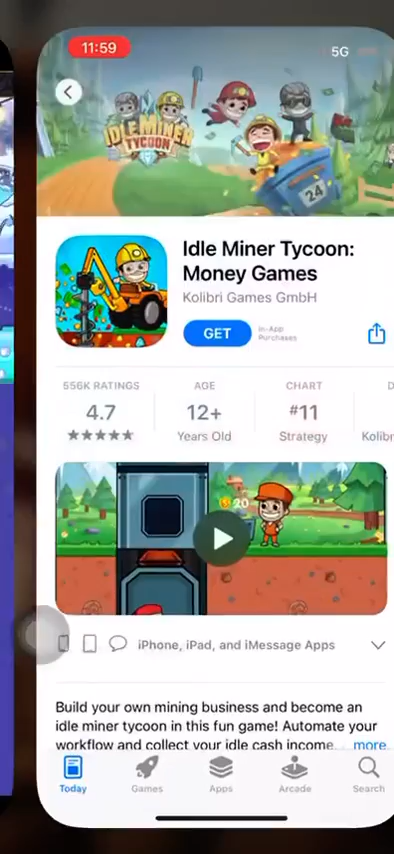 11:59
5G
IDLE MINER
TYCOON
24
Idle Miner Tycoon:
Money Games
Kolibri Games GmbH
GET
In-App
Purchases
556K RATINGS
4.7
AGE
12+
Years Old
CHART
#11
Strategy
D
Kolibr
20
iPhone, iPad, and iMessage Apps
Build your own mining business and become an
idle miner tycoon in this fun game! Automate your
workflow and collect your idle cash income. more
Today
Games
Apps
Arcade
Search